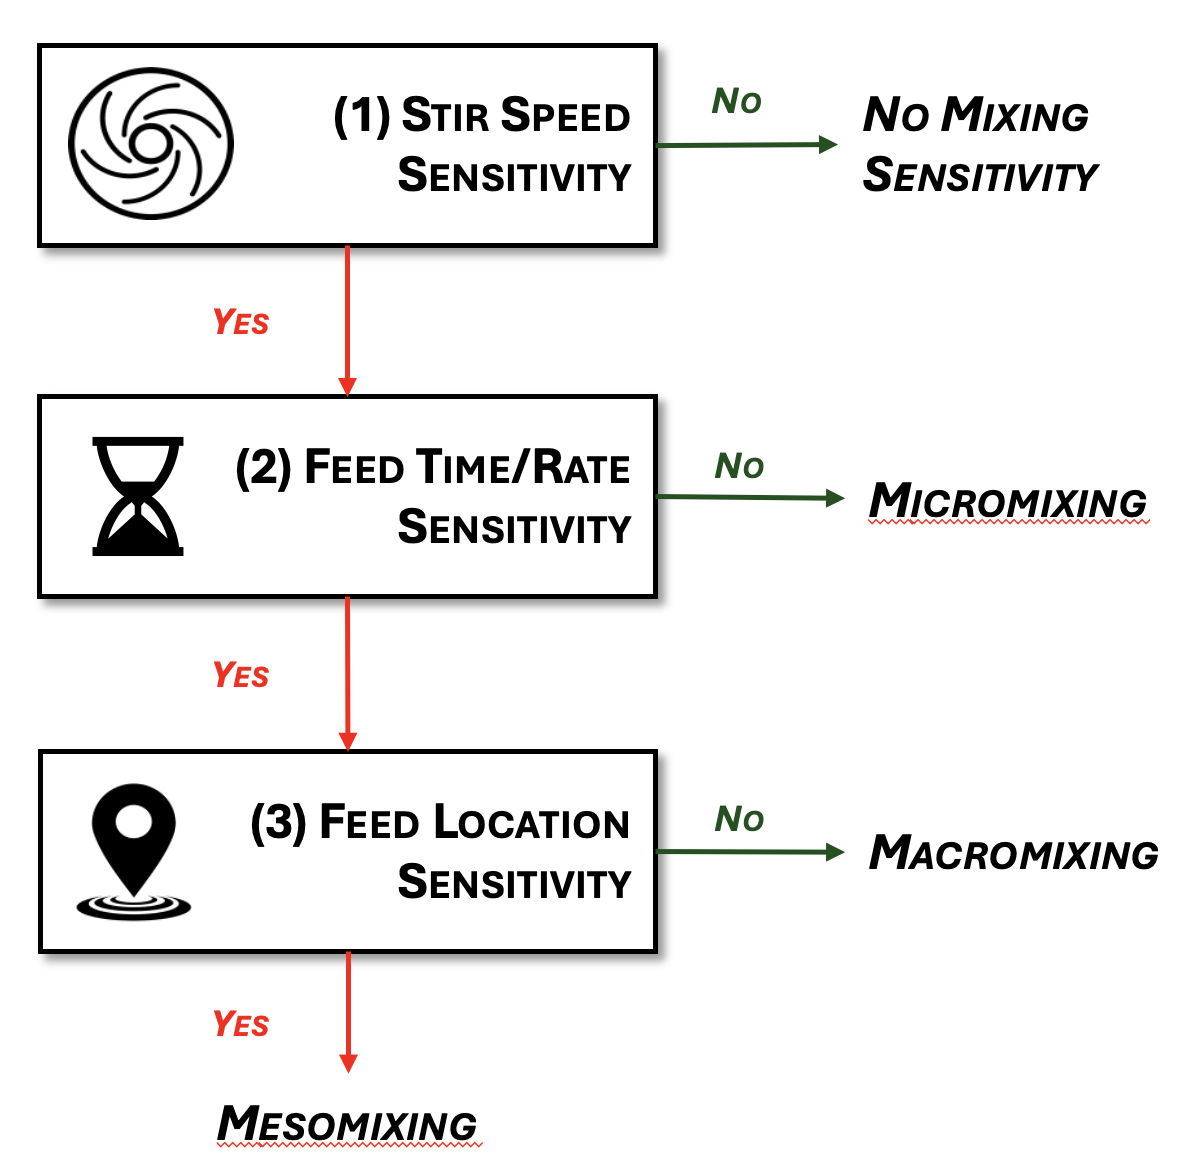 (1) Stir Speed
Sensitivity
No
No Mixing
Sensitivity
Yes
(2) Feed Time/Rate
Sensitivity
No
Micromixing
Yes
(3) Feed Location
Sensitivity
No
Macromixing
Yes
Mesomixing